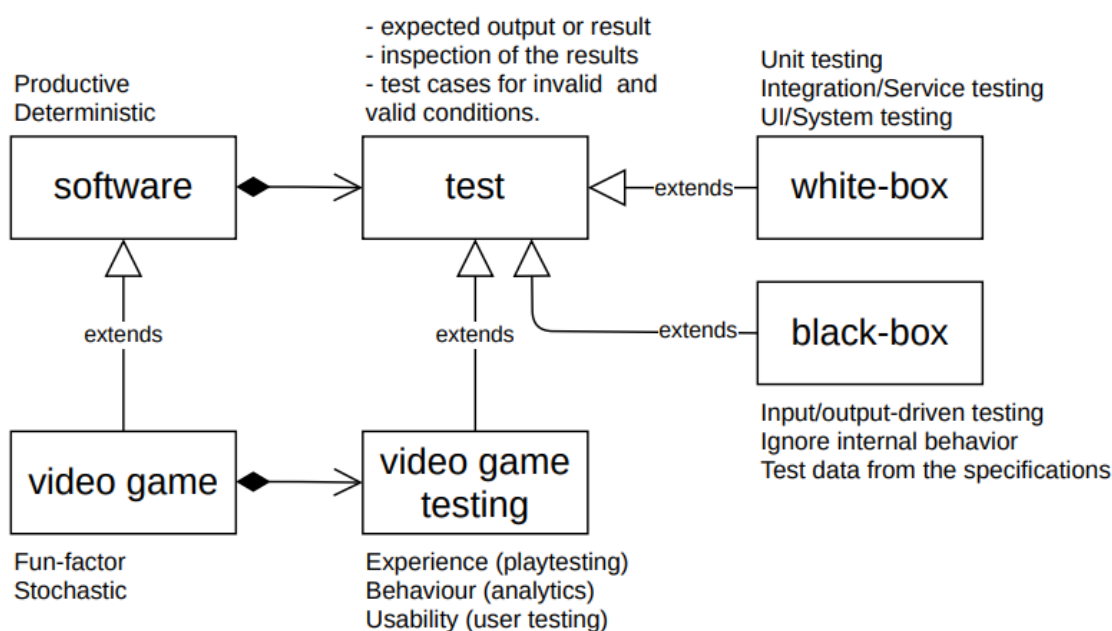 - expected output or result
- inspection of the results
- test cases for invalid and
valid conditions.
Productive
Deterministic
Unit testing
Integration/Service testing
UI/System testing
software
test
extends
white-box
extends
extends
extends
black-box
Input/output-driven testing
Ignore internal behavior
Test data from the specifications
video game
video game
testing
Fun-factor
Stochastic
Experience (playtesting)
Behaviour (analytics)
Usability (user testing)